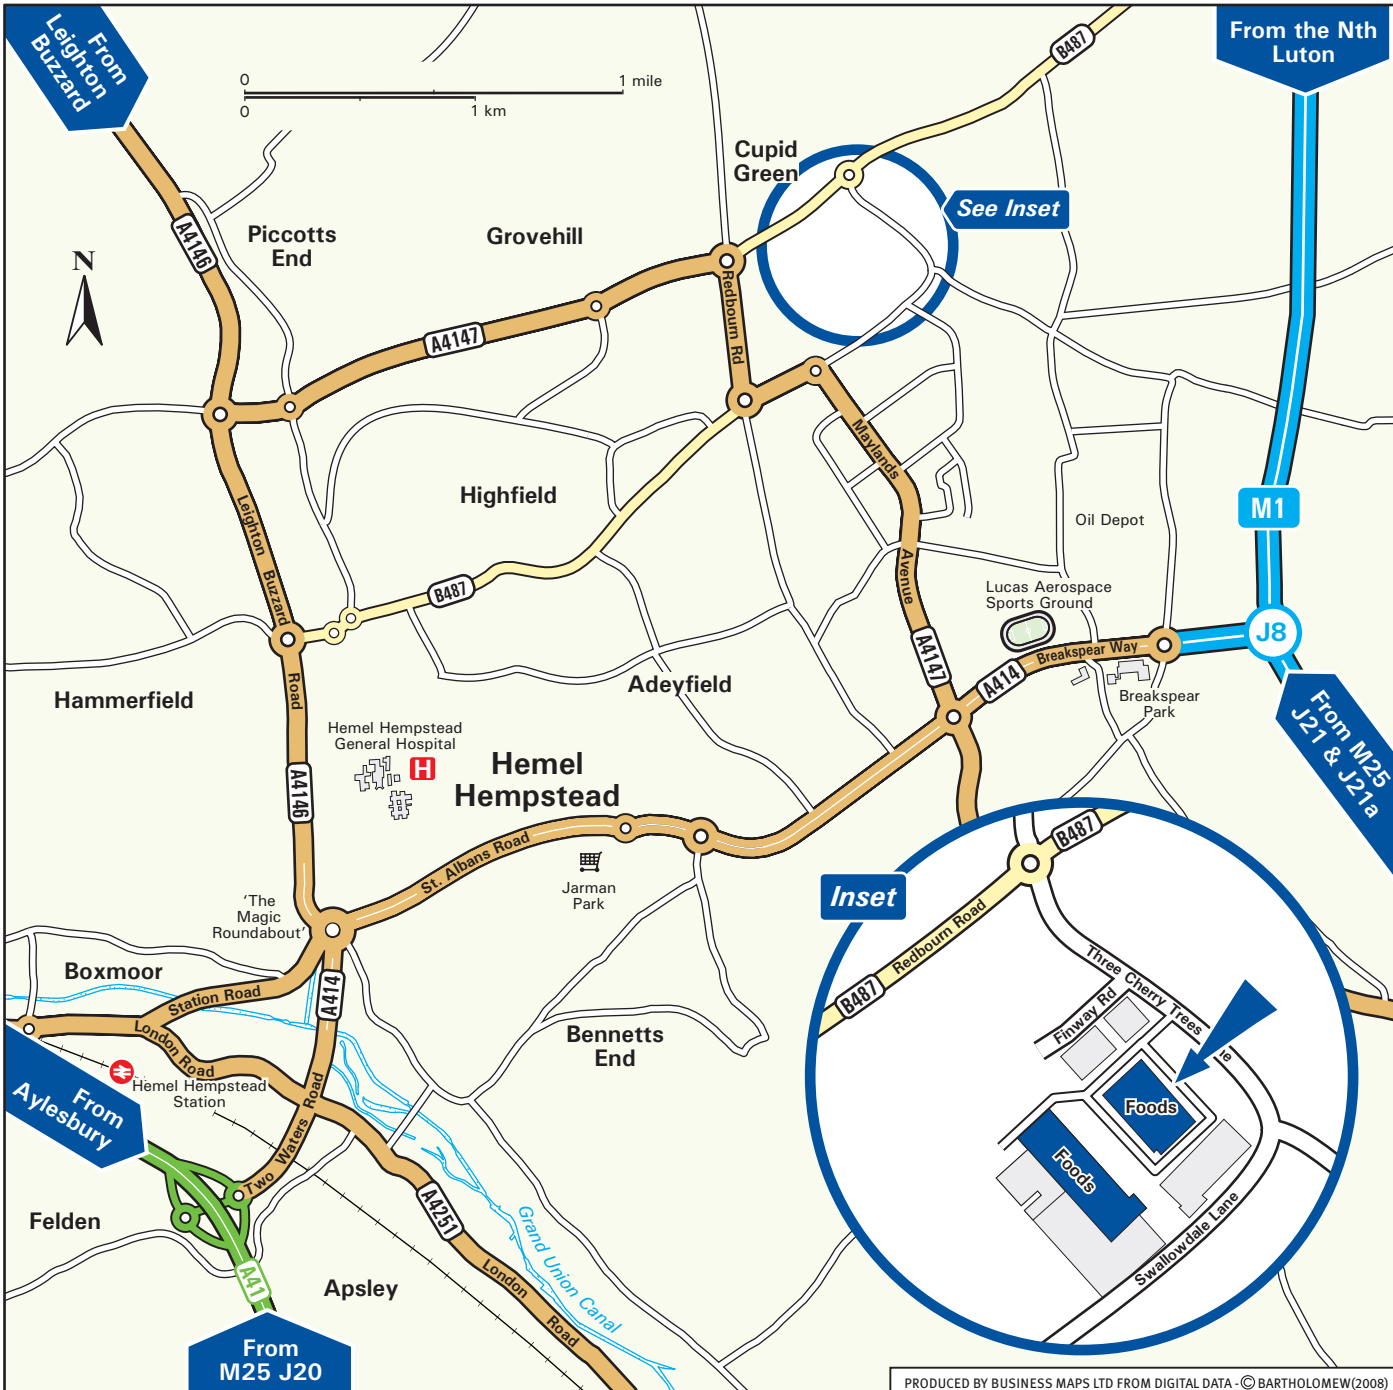 From
Leighton
Buzzard
0
1 mile
0
1 km
B487
From the Nth
Luton
Cupid
Green
See Inset
A4146
Piccotts
End
Grovehill
N
A4147
Redbourn Rd
Maylands
Avenue
Highfield
M1
Oil Depot
Leighton Buzzard
Road
B487
Lucas Aerospace
Sports Ground
J8
Breakspear Way
A4147
A414
Breakspear
Park
From M25
J21 & J21a
Hammerfield
Adeyfield
Hemel Hempstead
General Hospital
H
Hemel
Hempstead
A4146
St. Albans Road
Jarman
Park
'The
Magic
Roundabout'
Boxmoor
Station Road
A414
London Road
Hemel Hempstead
Station
Two Waters Road
Bennetts
End
From
Aylesbury
Felden
A41
Apsley
A4251
London Road
Grand Union Canal
From
M25 J20
Inset
B487
Redbourn Road
B487
Three Cherry Trees
Finway Rd
Foods
Foods
Swallowdale Lane
PRODUCED BY BUSINESS MAPS LTD FROM DIGITAL DATA - © BARTHOLOMEW(2008)